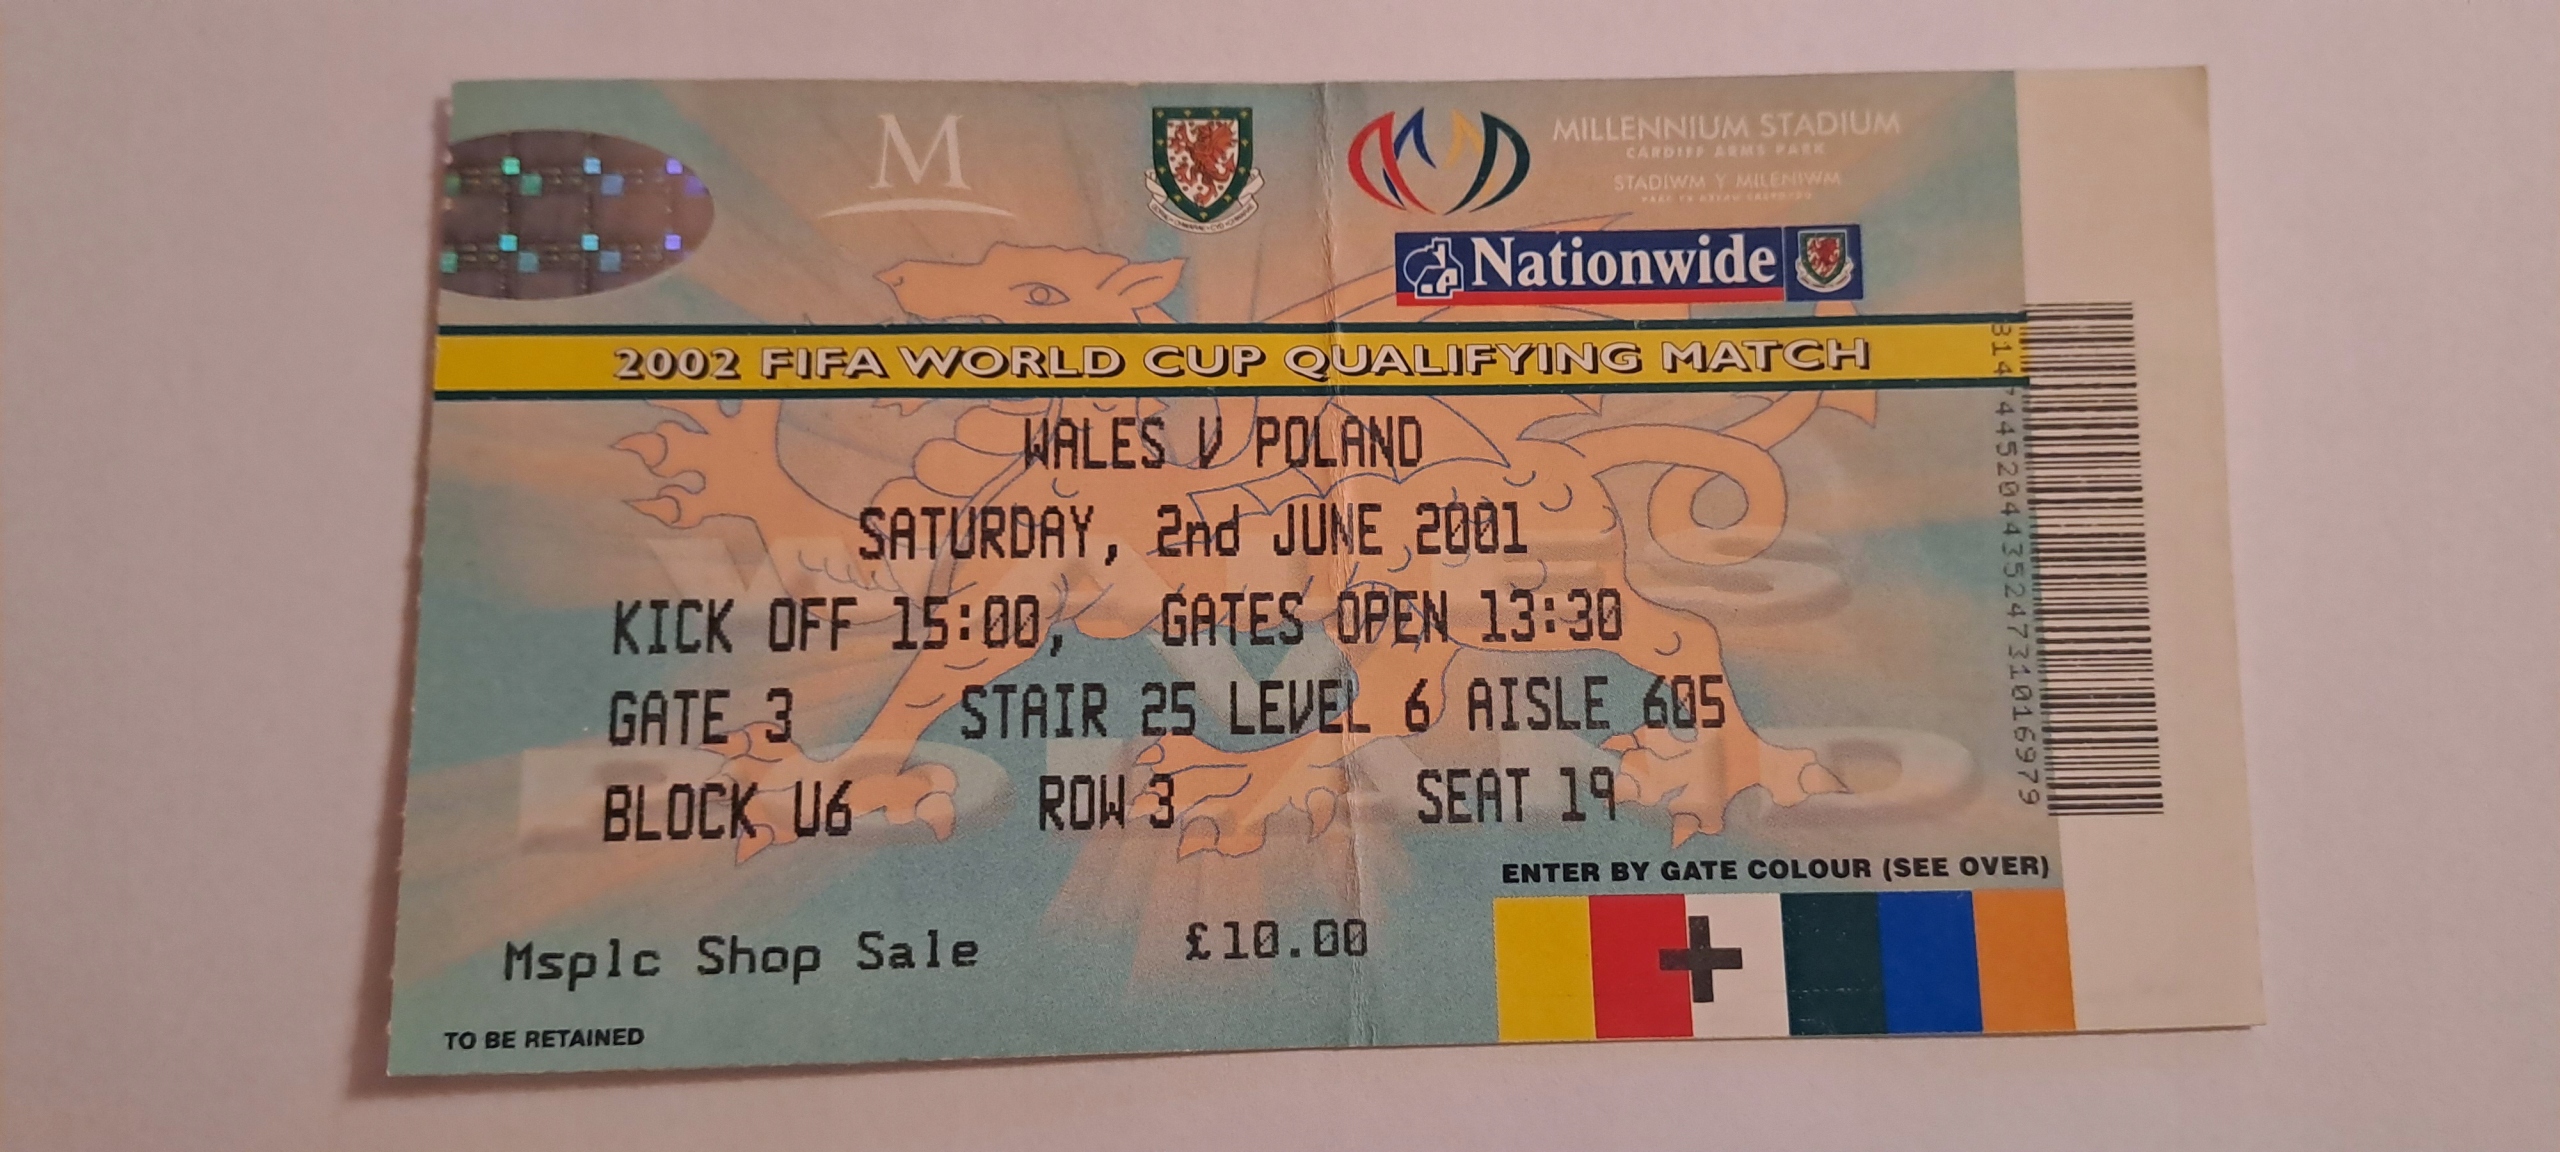 M
MILLENNIUM STADIUM
CARDIFF ARMS PARK
STADIWM Y MILENIWM
Nationwide
2002 FIFA WORLD CUP QUALIFYING MATCH
WALES V POLAND
SATURDAY, 2nd JUNE 2001
KICK OFF 15:00, GATES OPEN 13:30
GATE 3 STAIR 25 LEVEL 6 AISLE 605
BLOCK U6 ROW 3 SEAT 19
ENTER BY GATE COLOUR (SEE OVER)
Msplc Shop Sale £10.00
TO BE RETAINED
WALES
V
POLAND